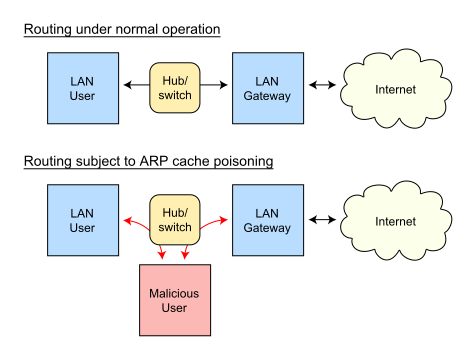 Routing under normal operation
LAN
User
Hub/
switch
LAN
Gateway
Internet
Routing subject to ARP cache poisoning
LAN
User
Hub/
switch
LAN
Gateway
Internet
Malicious
User